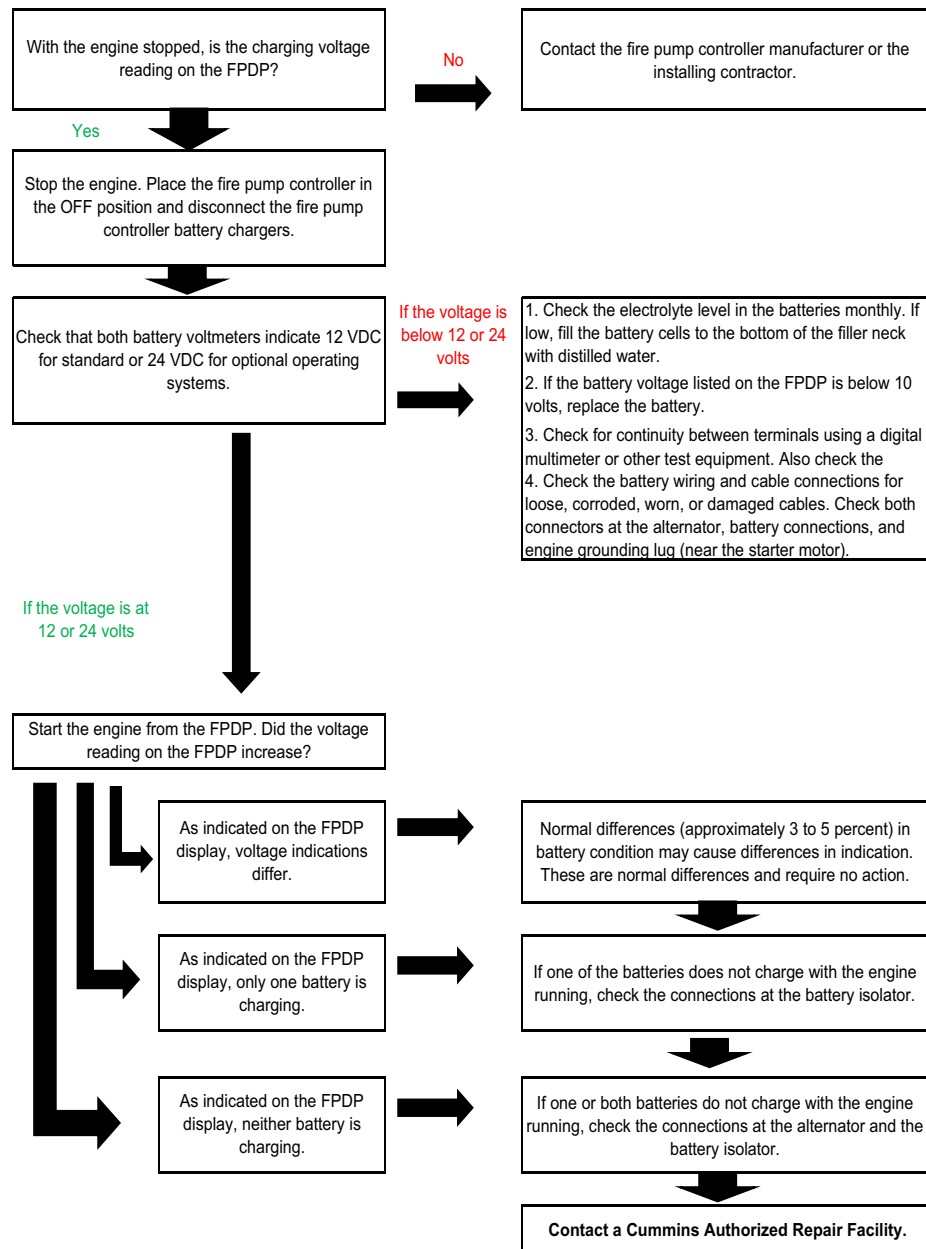 With the engine stopped, is the charging voltage
reading on the FPDP?
No
Contact the fire pump controller manufacturer or the
installing contractor.
Yes
Stop the engine. Place the fire pump controller in
the OFF position and disconnect the fire pump
controller battery chargers.
Check that both battery voltmeters indicate 12 VDC
for standard or 24 VDC for optional operating
systems.
If the voltage is
below 12 or 24
volts
1. Check the electrolyte level in the batteries monthly. If
low, fill the battery cells to the bottom of the filler neck
with distilled water.
2. If the battery voltage listed on the FPDP is below 10
volts, replace the battery.
3. Check for continuity between terminals using a digital
multimeter or other test equipment. Also check the
4. Check the battery wiring and cable connections for
loose, corroded, worn, or damaged cables. Check both
connectors at the alternator, battery connections, and
engine grounding lug (near the starter motor).
If the voltage is at
12 or 24 volts
Start the engine from the FPDP. Did the voltage
reading on the FPDP increase?
As indicated on the FPDP
display, voltage indications
differ.
Normal differences (approximately 3 to 5 percent) in
battery condition may cause differences in indication.
These are normal differences and require no action.
As indicated on the FPDP
display, only one battery is
charging.
If one of the batteries does not charge with the engine
running, check the connections at the battery isolator.
As indicated on the FPDP
display, neither battery is
charging.
If one or both batteries do not charge with the engine
running, check the connections at the alternator and the
battery isolator.
Contact a Cummins Authorized Repair Facility.